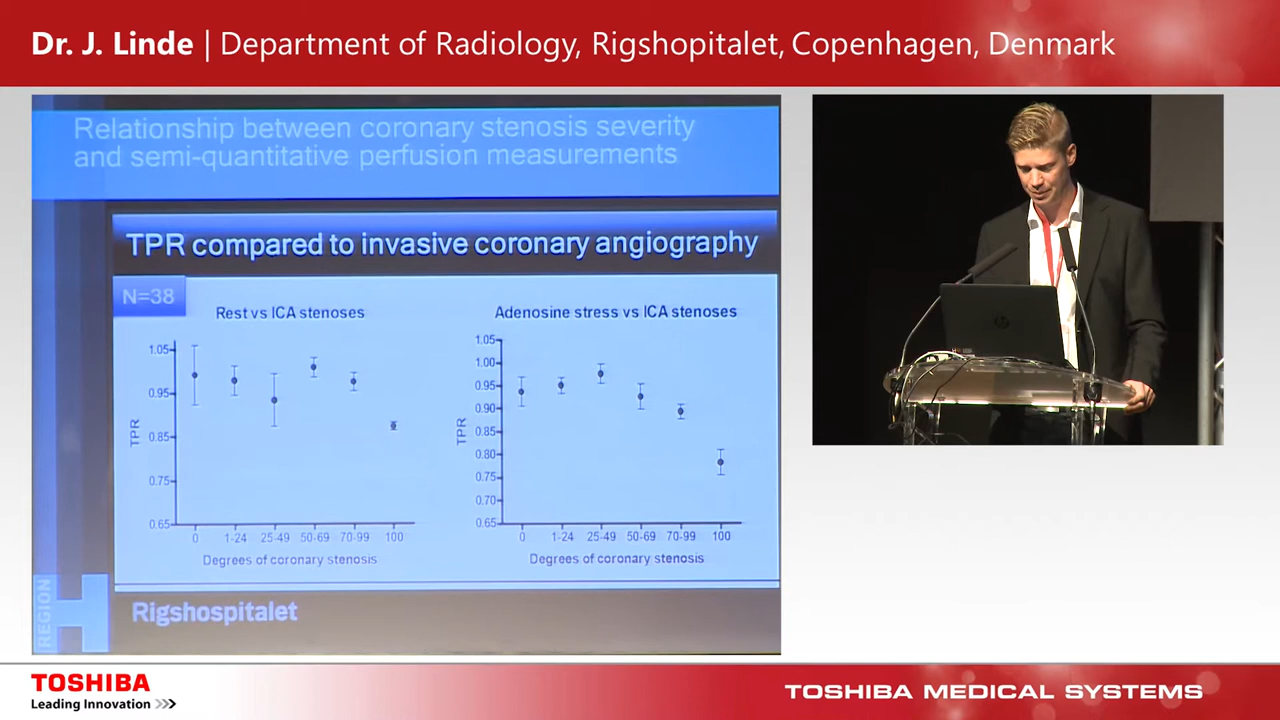 Dr. J. Linde | Department of Radiology, Rigshopitalet, Copenhagen, Denmark
Relationship between coronary stenosis severity
and semi-quantitative perfusion measurements
TPR compared to invasive coronary angiography
N=38
Rest vs ICA stenoses
1.05
0.95
0.85
0.75
0.65
TPR
0 1-24 25-49 50-69 70-99 100
Degrees of coronary stenosis
Adenosine stress vs ICA stenoses
1.05
1.00
0.95
0.90
0.85
0.80
0.75
0.70
0.65
TPR
0 1-24 25-49 50-69 70-99 100
Degrees of coronary stenosis
REGION
H
Rigshospitalet
TOSHIBA
Leading Innovation >>>
TOSHIBA MEDICAL SYSTEMS